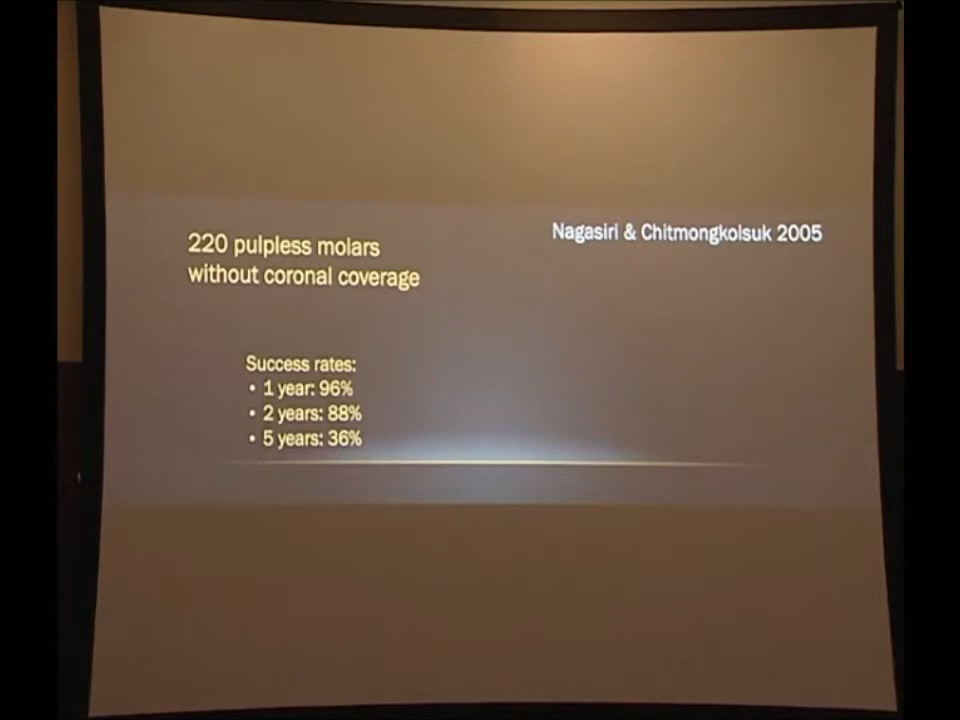 220 pulpless molars
without coronal coverage
Nagasiri & Chitmongkolsuk 2005
Success rates:
• 1 year: 96%
• 2 years: 88%
• 5 years: 36%